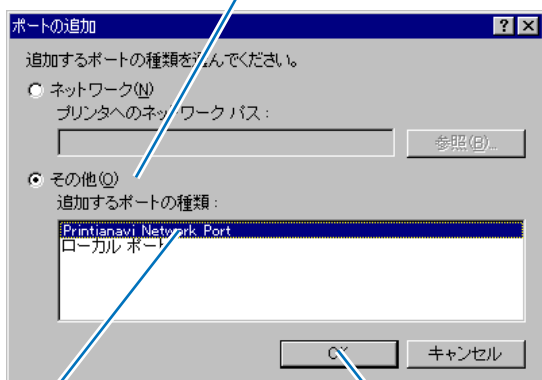 ポートの追加
追加するポートの種類を選んでください。
ネットワーク(N)
プリンタへのネットワーク パス:
参照(B)...
その他(O)
追加するポートの種類:
Printianavi Network Port
ローカル ポート
OK
キャンセル